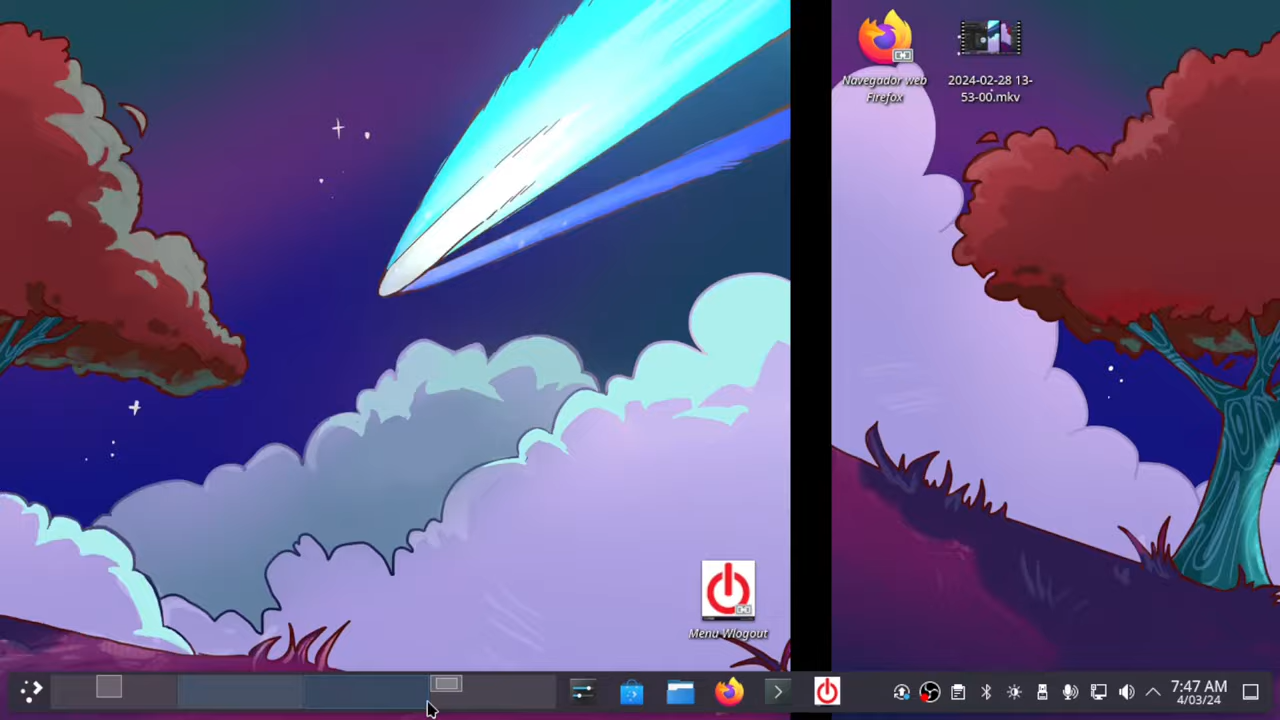 Navegador web
Firefox
2024-02-28 13-
53-00.mkv
Menu Wlogout
7:47 AM
4/03/24